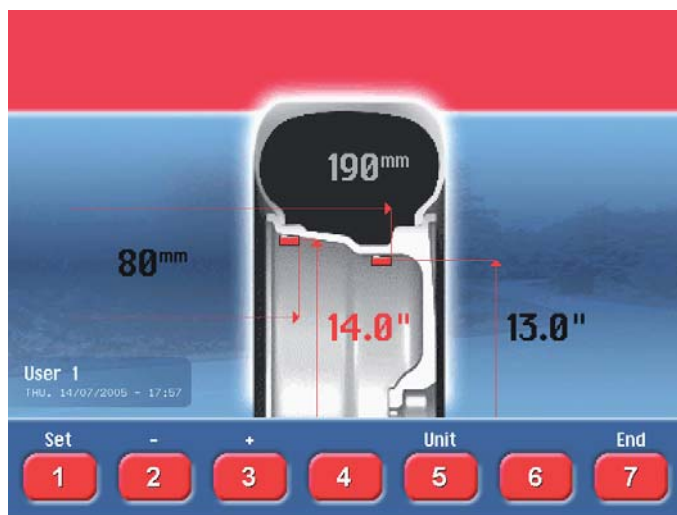 190mm
80mm
14.0"
13.0"
User 1
THU. 14/07/2005 - 17:57
Set - + Unit End
1 2 3 4 5 6 7